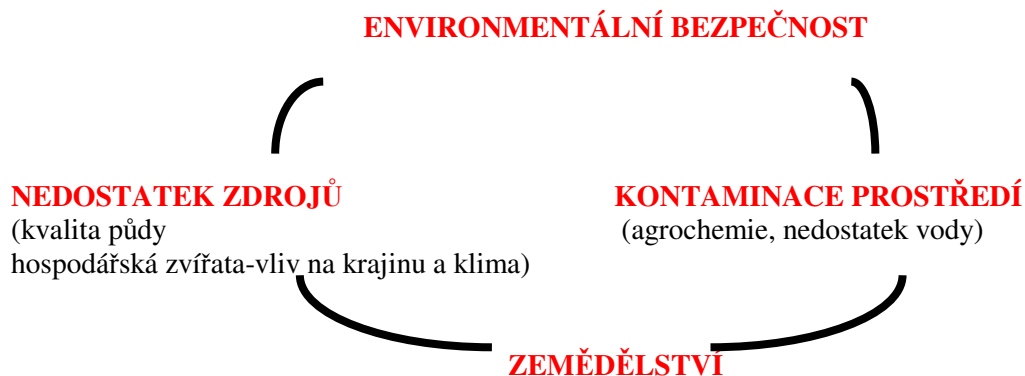 ENVIRONMENTÁLNÍ BEZPEČNOST
NEDOSTATEK ZDROJŮ
KONTAMINACE PROSTŘEDÍ
(kvalita půdy
(agrochemie, nedostatek vody)
hospodářská zvířata-vliv na krajinu a klima)
ZEMĚDĚLSTVÍ